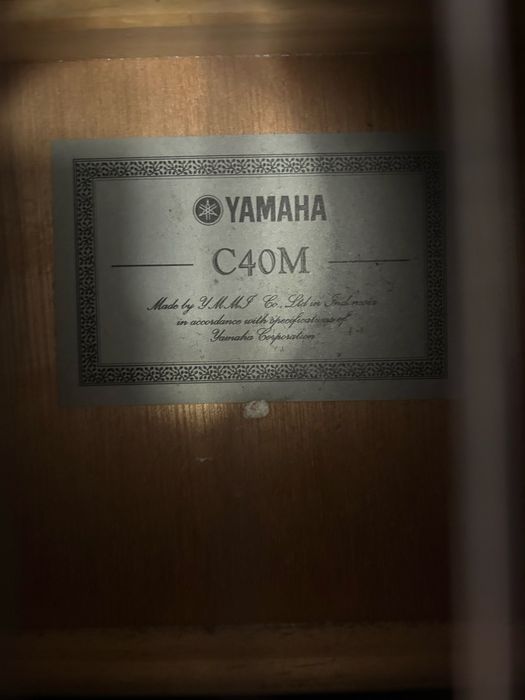 YAMAHA
C40M
Made by Y.M.M.I Co., Ltd in Indonesia
in accordance with specifications of
Yamaha Corporation